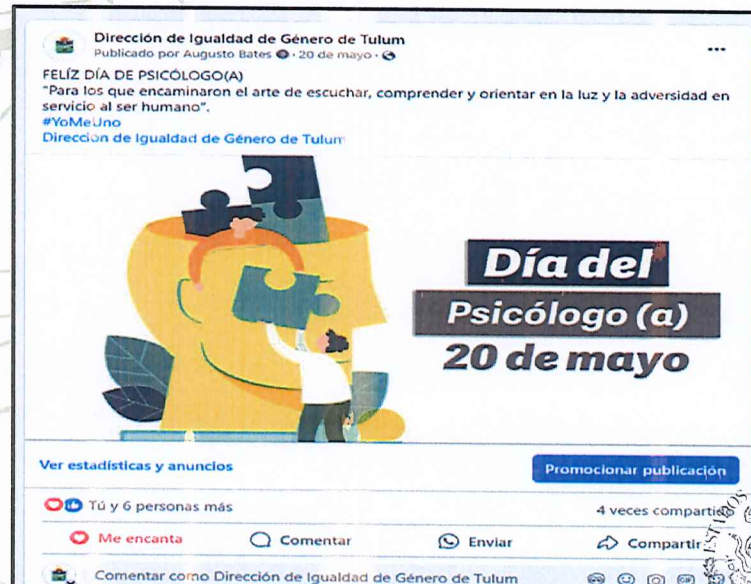 Dirección de Igualdad de Género de Tulum
Publicado por Augusto Bates · 20 de mayo ·
FELÍZ DÍA DE PSICÓLOGO(A)
"Para los que encaminaron el arte de escuchar, comprender y orientar en la luz y la adversidad en
servicio al ser humano".
#YoMeUno
Dirección de Igualdad de Género de Tulum
Día del
Psicólogo (a)
20 de mayo
Ver estadísticas y anuncios
Promocionar publicación
Tú y 6 personas más
4 veces compartido
Me encanta
Comentar
Enviar
Compartir
Comentar como Dirección de Igualdad de Género de Tulum
GIF
ESTADOS